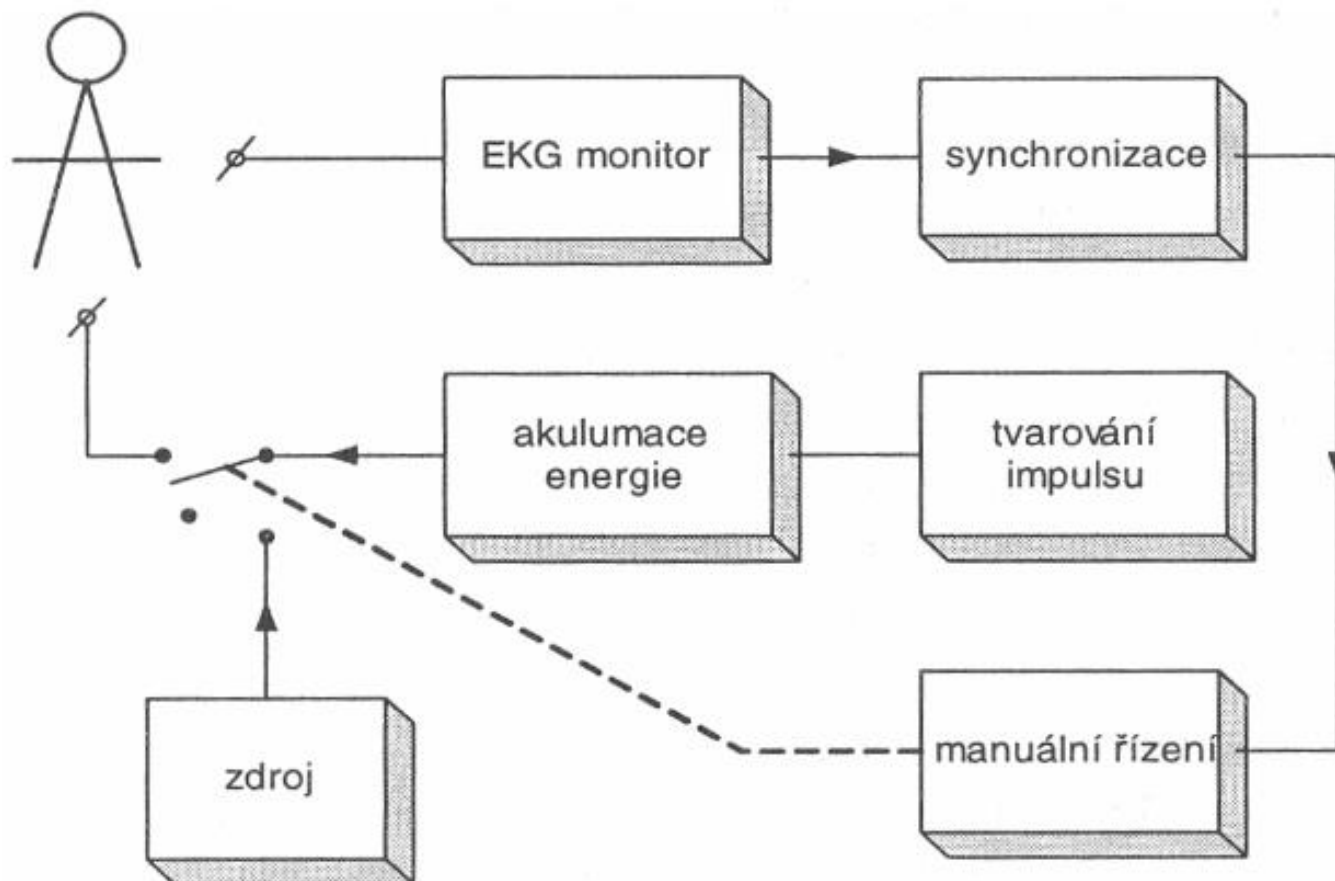 EKG monitor
synchronizace
akulumace
energie
tvarování
impulsu
zdroj
manuální řízení